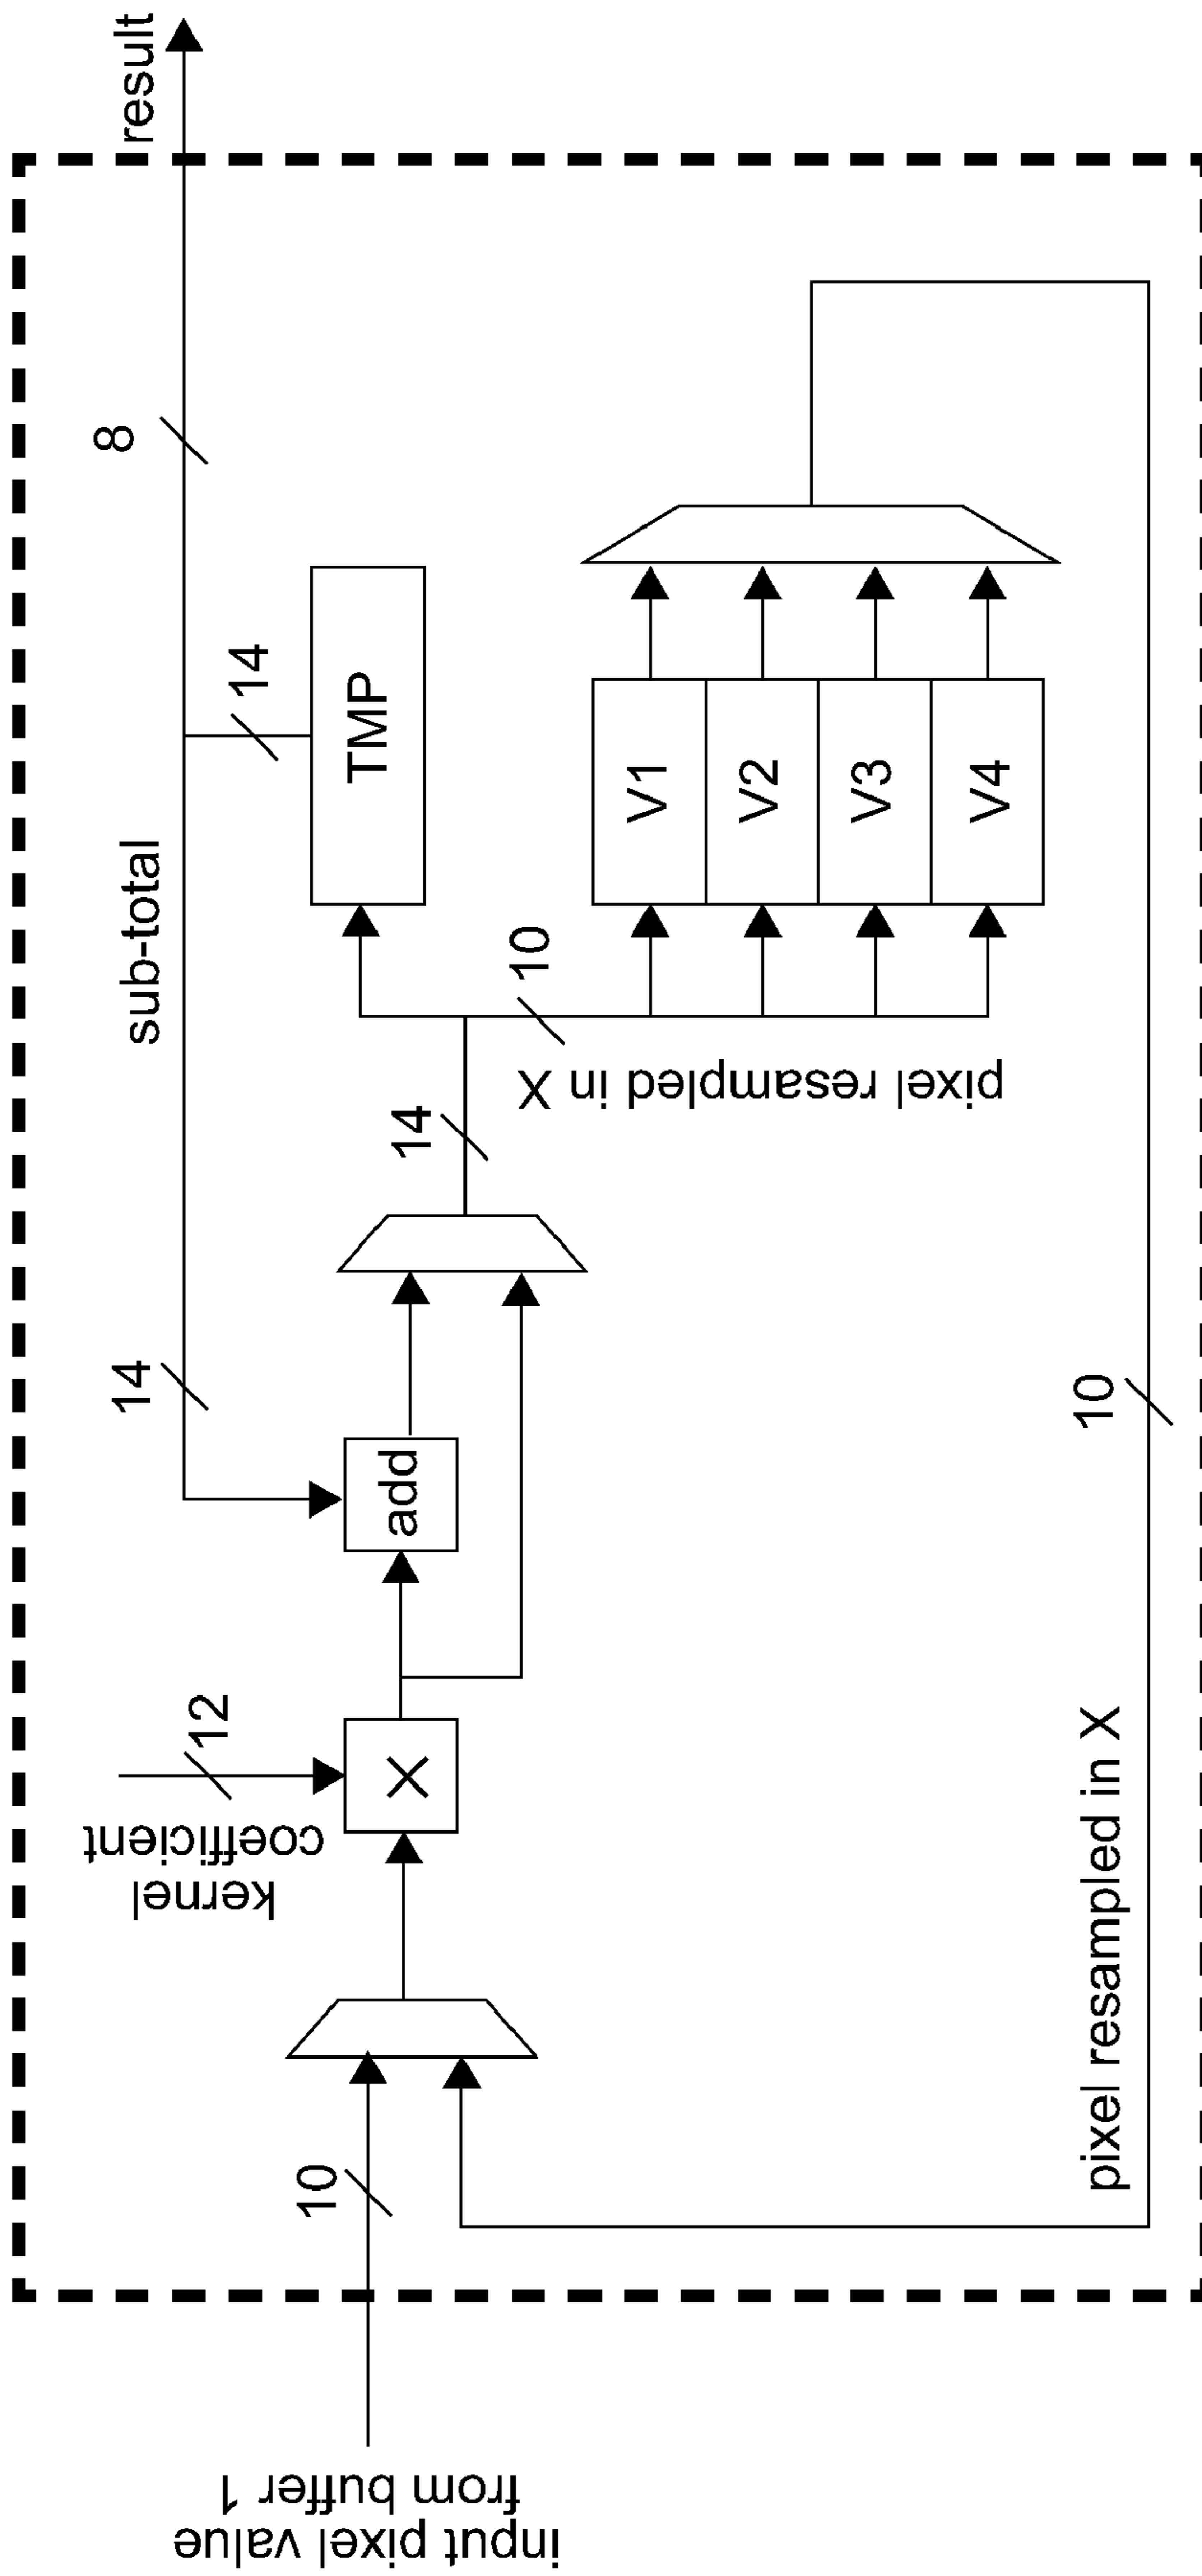 result
8
sub-total
14
14
TMP
V1
V2
V3
V4
10
pixel resampled in X
14
add
12
kernel
coefficient
X
10
10
pixel resampled in X
input pixel value
from buffer 1